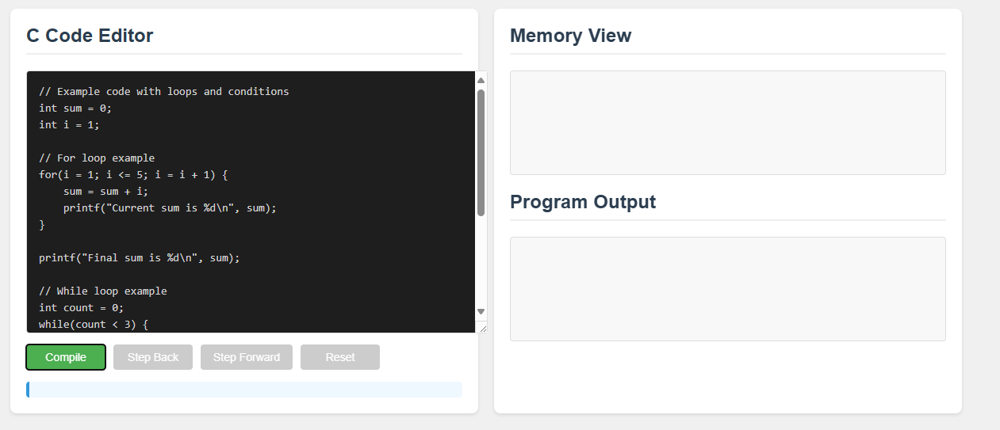 C Code Editor
// Example code with loops and conditions
int sum = 0;
int i = 1;
// For loop example
for(i = 1; i <= 5; i = i + 1) {
    sum = sum + i;
    printf("Current sum is %d\n", sum);
}
printf("Final sum is %d\n", sum);
// While loop example
int count = 0;
while(count < 3) {
Compile
Step Back
Step Forward
Reset
Memory View
Program Output